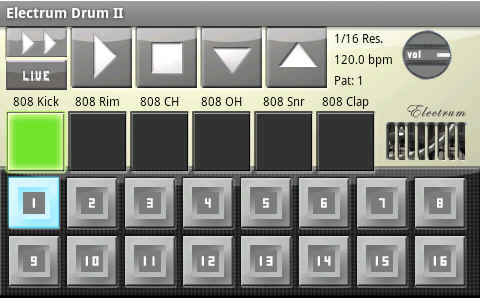 Electrum Drum II
LIVE
1/16 Res.
120.0 bpm
Pat: 1
vol
808 Kick 808 Rim 808 CH 808 OH 808 Snr 808 Clap
Electrum
1 2 3 4 5 6 7 8
9 10 11 12 13 14 15 16